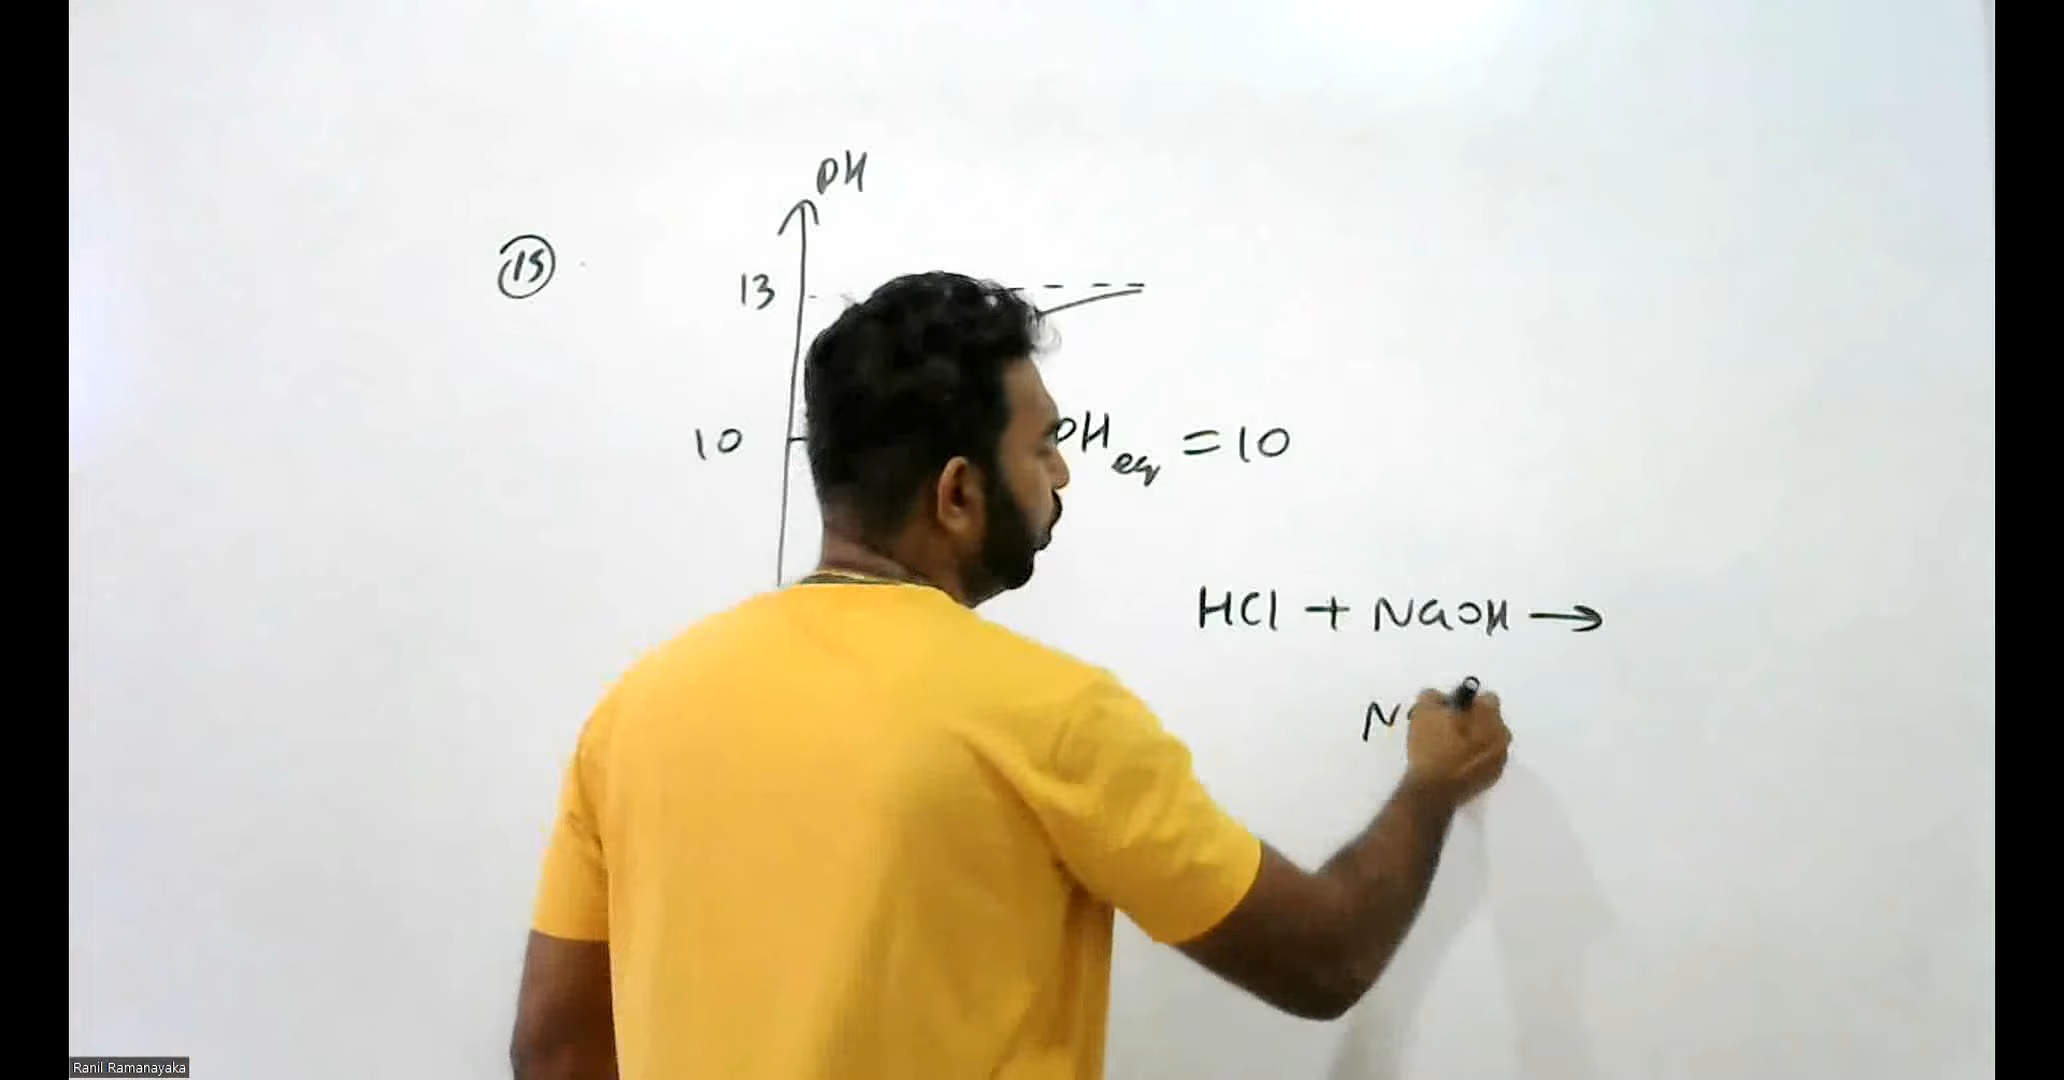 pH
15
13
10
pH eq = 10
HCl + NaOH →
Ranil Ramanayaka